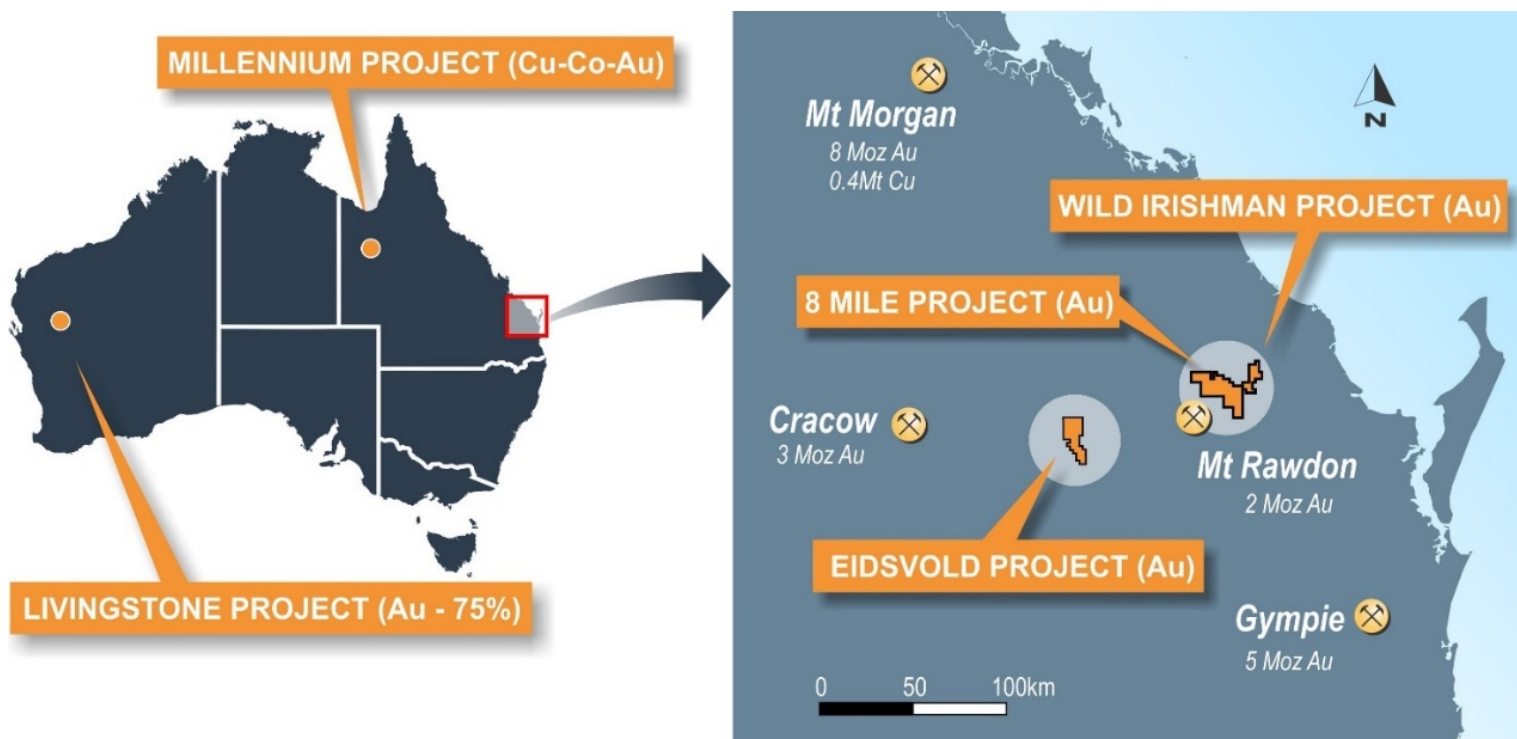 MILLENNIUM PROJECT (Cu-Co-Au)
LIVINGSTONE PROJECT (Au - 75%)
Mt Morgan
8 Moz Au
0.4Mt Cu
N
WILD IRISHMAN PROJECT (Au)
8 MILE PROJECT (Au)
Cracow
3 Moz Au
Mt Rawdon
2 Moz Au
EIDSVOLD PROJECT (Au)
Gympie
5 Moz Au
0 50 100km